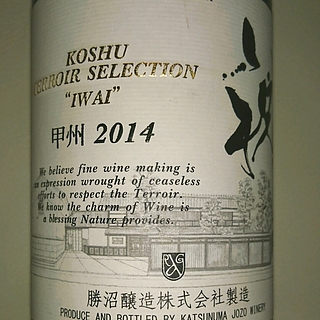 KOSHU
TERROIR SELECTION
"IWAI"
祝
甲州 2014
We believe fine wine making is
an expression wrought of ceaseless
efforts to respect the Terroir.
We know the charm of Wine is
a blessing Nature provides.
勝沼醸造株式会社製造
PRODUCE AND BOTTLED BY KATSUNUMA JOZO WINERY